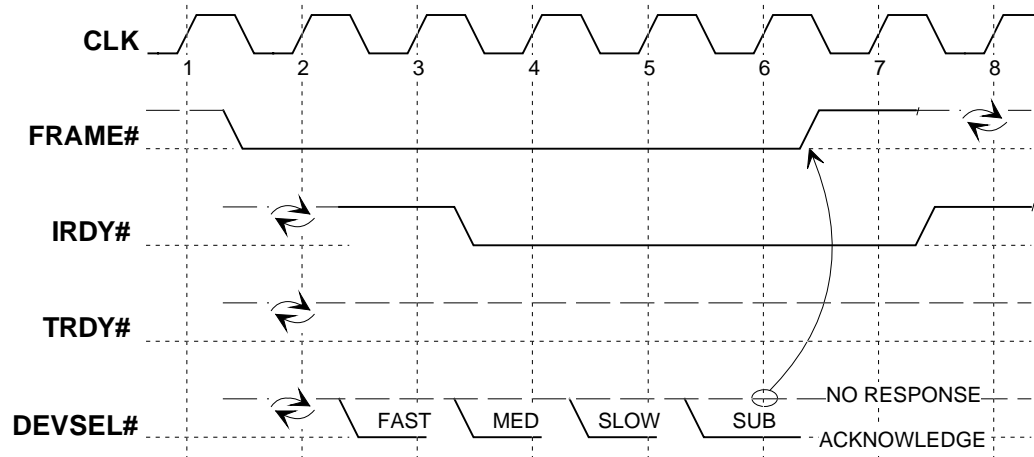 CLK
1 2 3 4 5 6 7 8
FRAME#
IRDY#
TRDY#
DEVSEL#
FAST MED SLOW SUB
NO RESPONSE
ACKNOWLEDGE